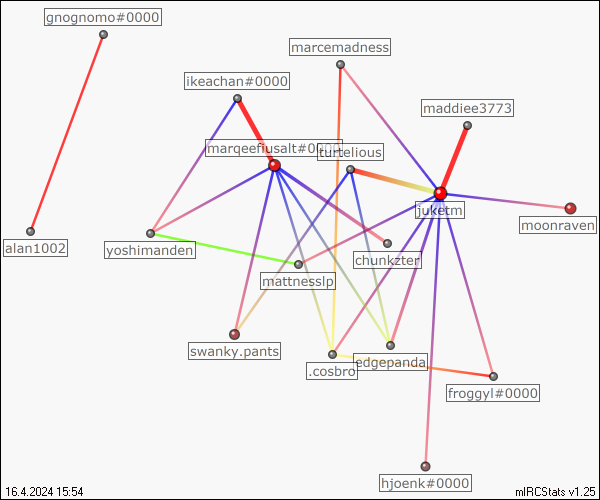 gnognomo#0000
marcemadness
ikeachan#0000
maddiee3773
marqeefiusalt#0000
turtelious
juketm
moonraven
alan1002
yoshimanden
chunkzter
mattnesslp
swanky.pants
.cosbro
edgepanda
froggyl#0000
hjoenk#0000
16.4.2024 15:54
mIRCStats v1.25